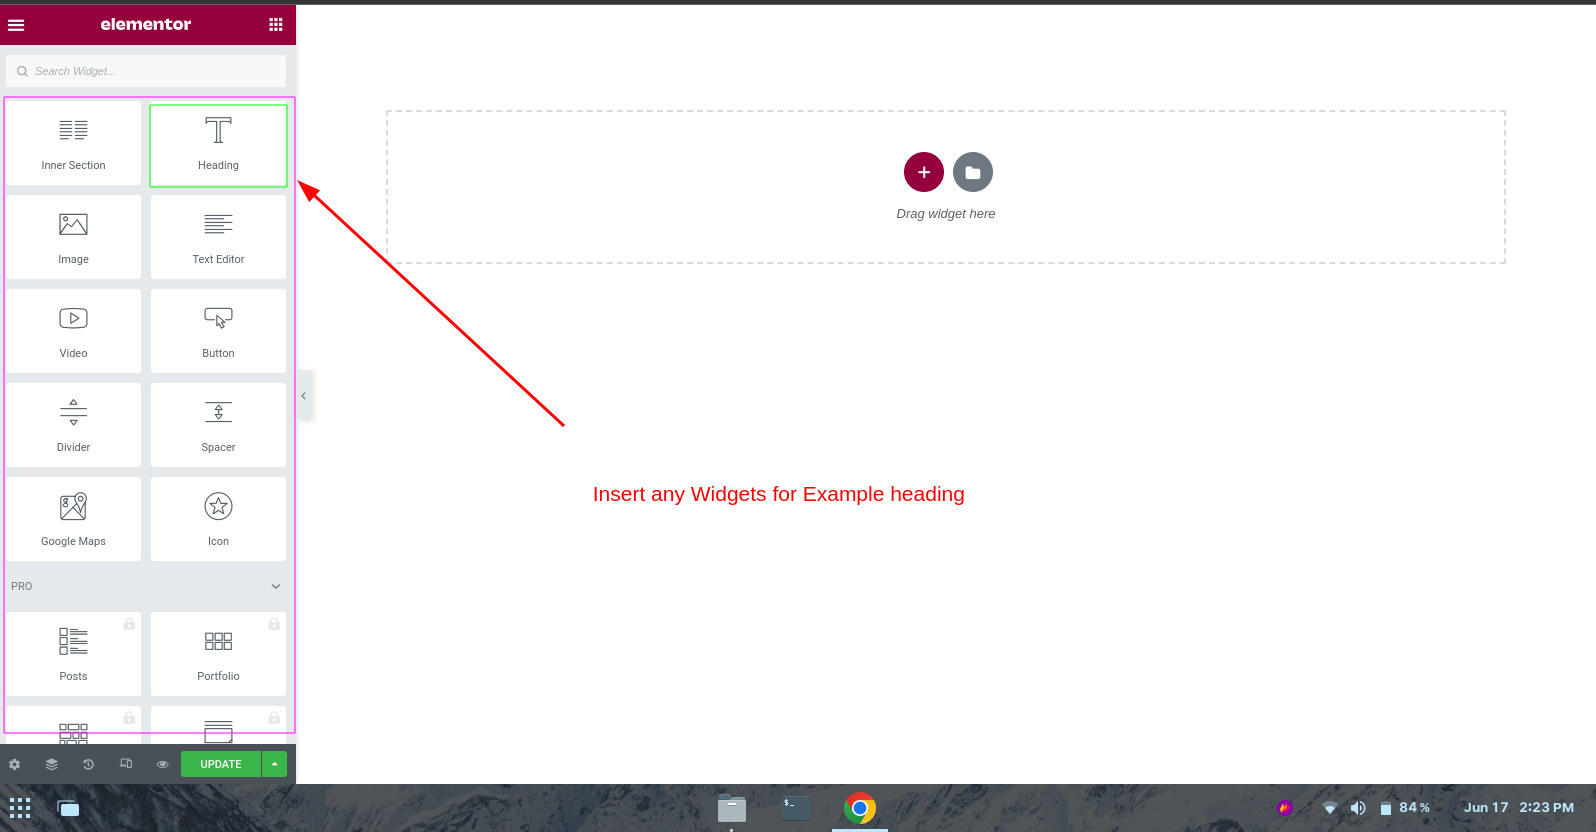 elementor
Search Widget...
Inner Section
Heading
Image
Text Editor
Video
Button
Divider
Spacer
Google Maps
Icon
PRO
Posts
Portfolio
UPDATE
Drag widget here
Insert any Widgets for Example heading
$_
84 %
Jun 17 2:23 PM